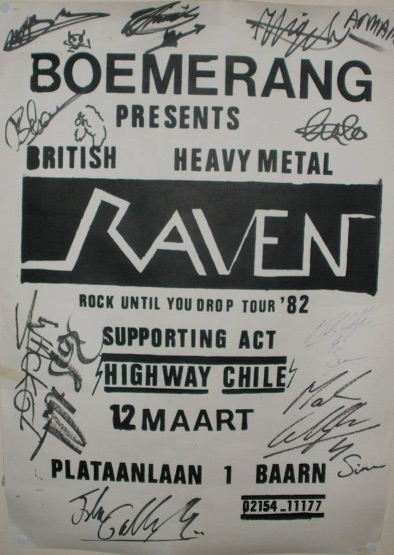 BOEMERANG
PRESENTS
BRITISH HEAVY METAL
RAVEN
ROCK UNTIL YOU DROP TOUR '82
SUPPORTING ACT
HIGHWAY CHILE
12 MAART
PLATAANLAAN 1 BAARN
02154_11177